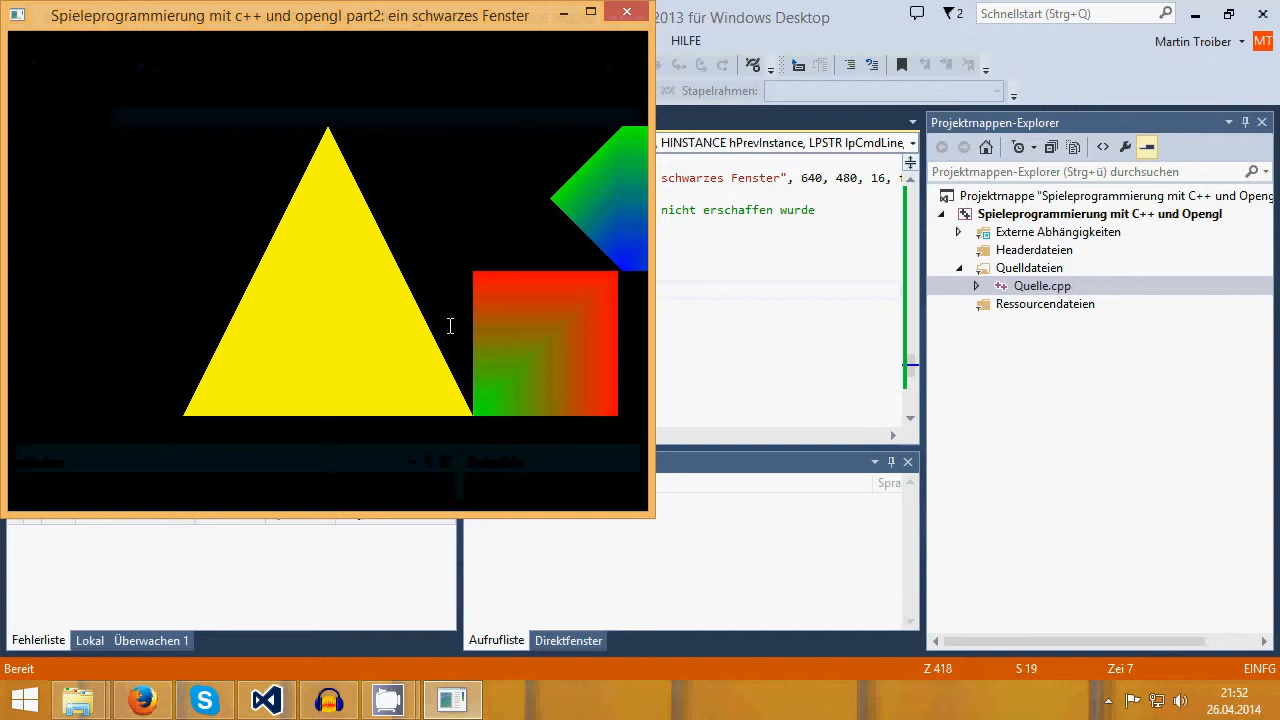 Spieleprogrammierung mit c++ und opengl part2: ein schwarzes Fenster
2013 für Windows Desktop
2
Schnellstart (Strg+Q)
HILFE
Martin Troiber
MT
Stapelrahmen:
HINSTANCE hPrevInstance, LPSTR lpCmdLine,
schwarzes Fenster", 640, 480, 16,
nicht erschaffen wurde
Projektmappen-Explorer
Projektmappen-Explorer (Strg+ü) durchsuchen
Projektmappe "Spieleprogrammierung mit C++ und Openg
Spieleprogrammierung mit C++ und Opengl
Externe Abhängigkeiten
Headerdateien
Quelldateien
Quelle.cpp
Ressourcendateien
Spra
Fehlerliste
Lokal
Überwachen 1
Aufrufliste
Direktfenster
Bereit
Z 418
S 19
Zei 7
EINFG
21:52
26.04.2014